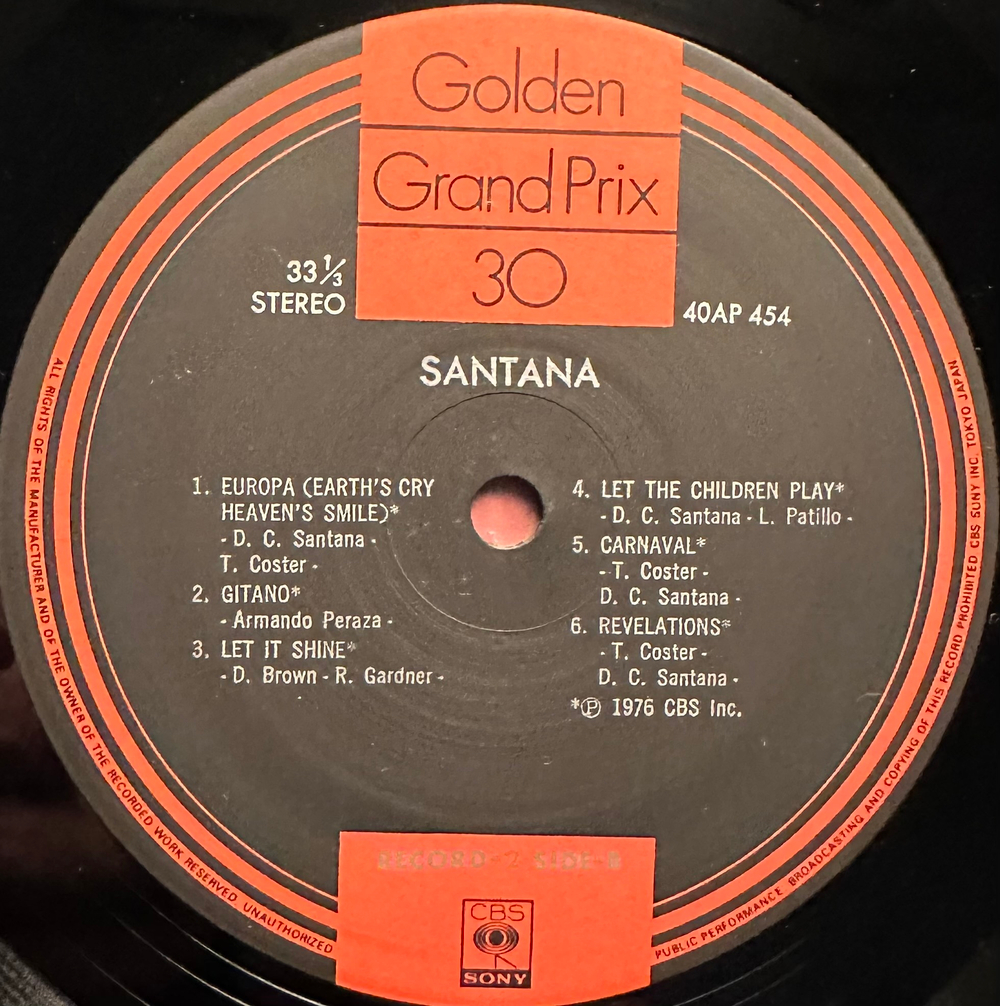 Golden
Grand Prix
30
33⅓
STEREO
40AP 454
SANTANA
1. EUROPA (EARTH'S CRY
HEAVEN'S SMILE)*
- D. C. Santana -
T. Coster -
2. GITANO*
- Armando Peraza -
3. LET IT SHINE*
- D. Brown - R. Gardner -
4. LET THE CHILDREN PLAY*
- D. C. Santana - L. Patillo -
5. CARNAVAL*
- T. Coster -
D. C. Santana -
6. REVELATIONS*
- T. Coster -
D. C. Santana -
*℗ 1976 CBS Inc.
RECORD-2 SIDE-B
CBS
SONY
ALL RIGHTS OF THE MANUFACTURER AND OF THE OWNER OF THE RECORDED WORK RESERVED UNAUTHORIZED
PUBLIC PERFORMANCE BROADCASTING AND COPYING OF THIS RECORD PROHIBITED CBS SONY INC. TOKYO JAPAN